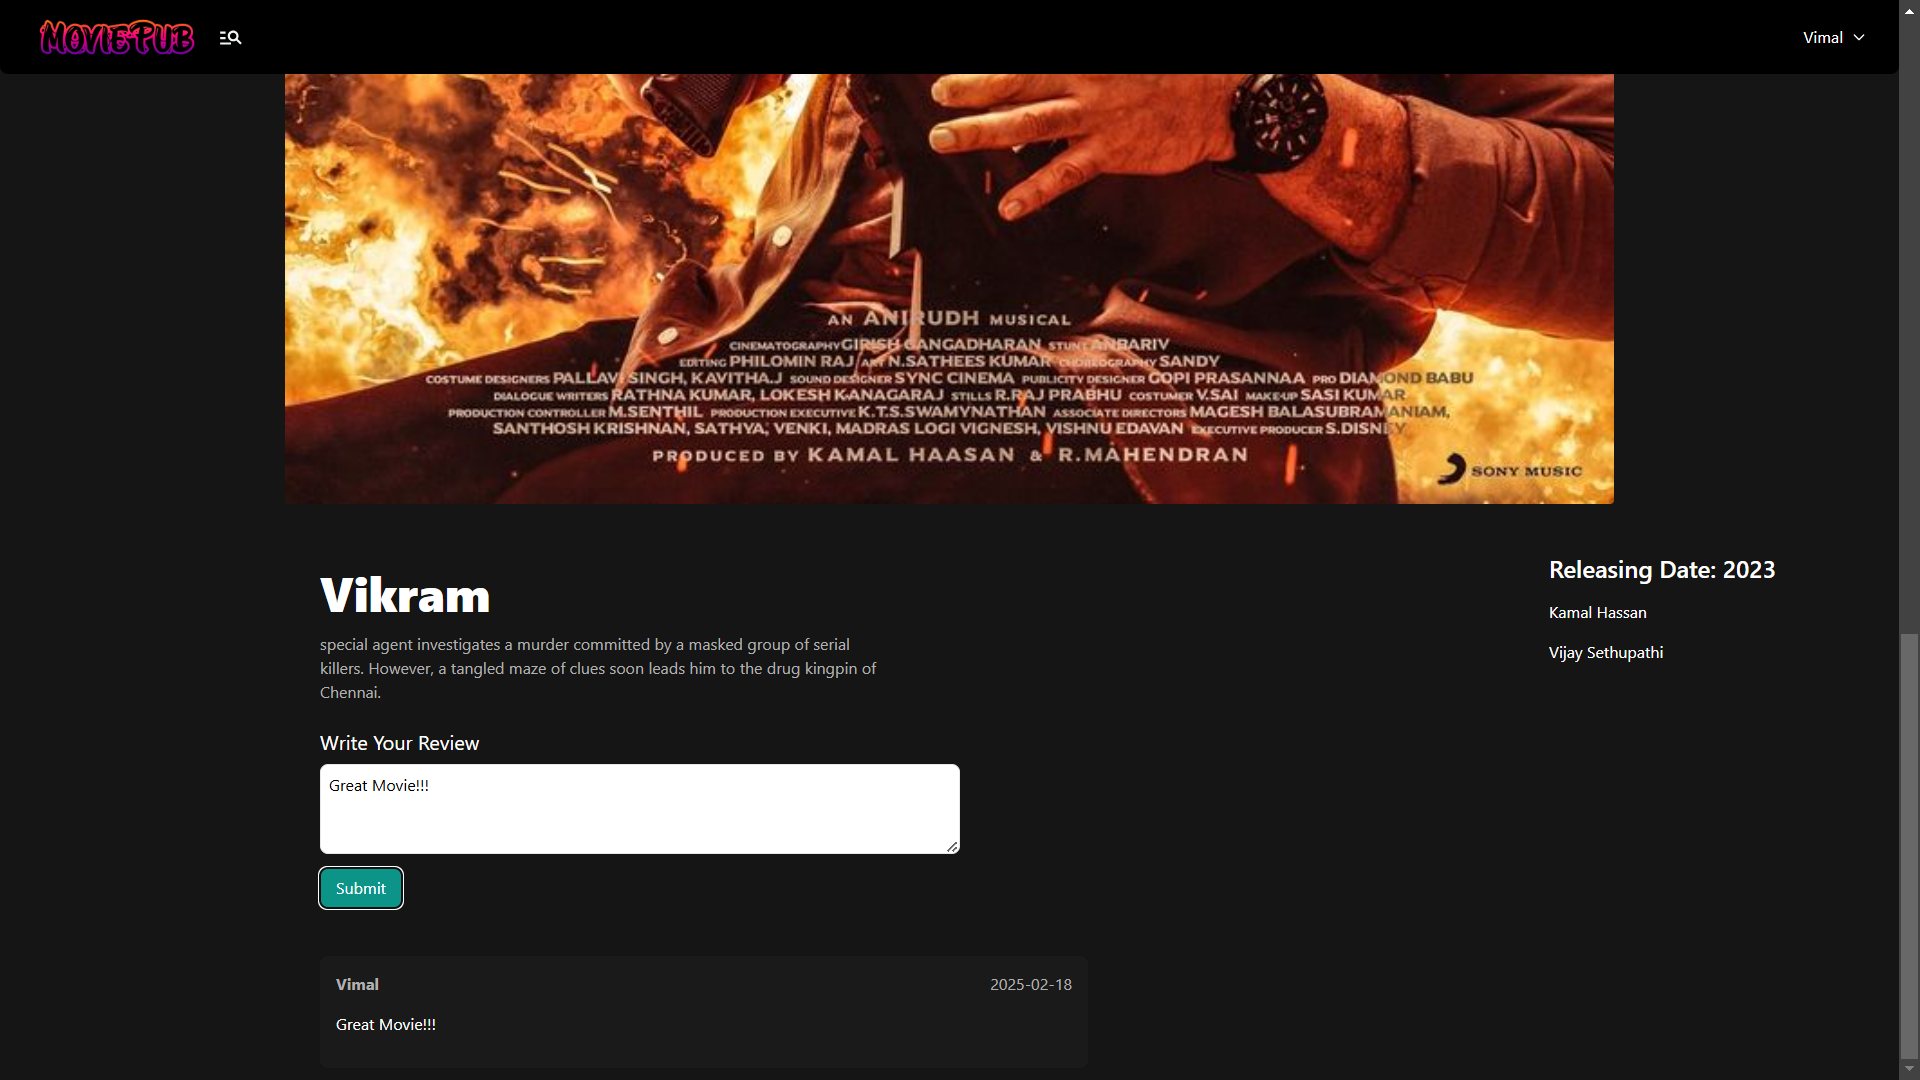 MOVIEPUB
Vimal
AN ANIRUDH MUSICAL
CINEMATOGRAPHY GIRISH GANGADHARAN STUNT ANBARIV
EDITING PHILOMIN RAJ ART N.SATHEES KUMAR CHOREOGRAPHY SANDY
COSTUME DESIGNERS PALLAVI SINGH, KAVITHA.J SOUND DESIGNER SYNC CINEMA PUBLICITY DESIGNER GOPI PRASANNAA PRO DIAMOND BABU
DIALOGUE WRITERS RATHNA KUMAR, LOKESH KANAGARAJ STILLS R.RAJ PRABHU COSTUMER V.SAI MAKE-UP SASI KUMAR
PRODUCTION CONTROLLER M.SENTHIL PRODUCTION EXECUTIVE K.T.S.SWAMYNATHAN ASSOCIATE DIRECTORS MAGESH BALASUBRAMANIAM,
SANTHOSH KRISHNAN, SATHYA, VENKI, MADRAS LOGI VIGNESH, VISHNU EDAVAN EXECUTIVE PRODUCER S.DISNEY
PRODUCED BY KAMAL HAASAN & R.MAHENDRAN
SONY MUSIC
Vikram
special agent investigates a murder committed by a masked group of serial
killers. However, a tangled maze of clues soon leads him to the drug kingpin of
Chennai.
Releasing Date: 2023
Kamal Hassan
Vijay Sethupathi
Write Your Review
Great Movie!!!
Submit
Vimal 2025-02-18
Great Movie!!!